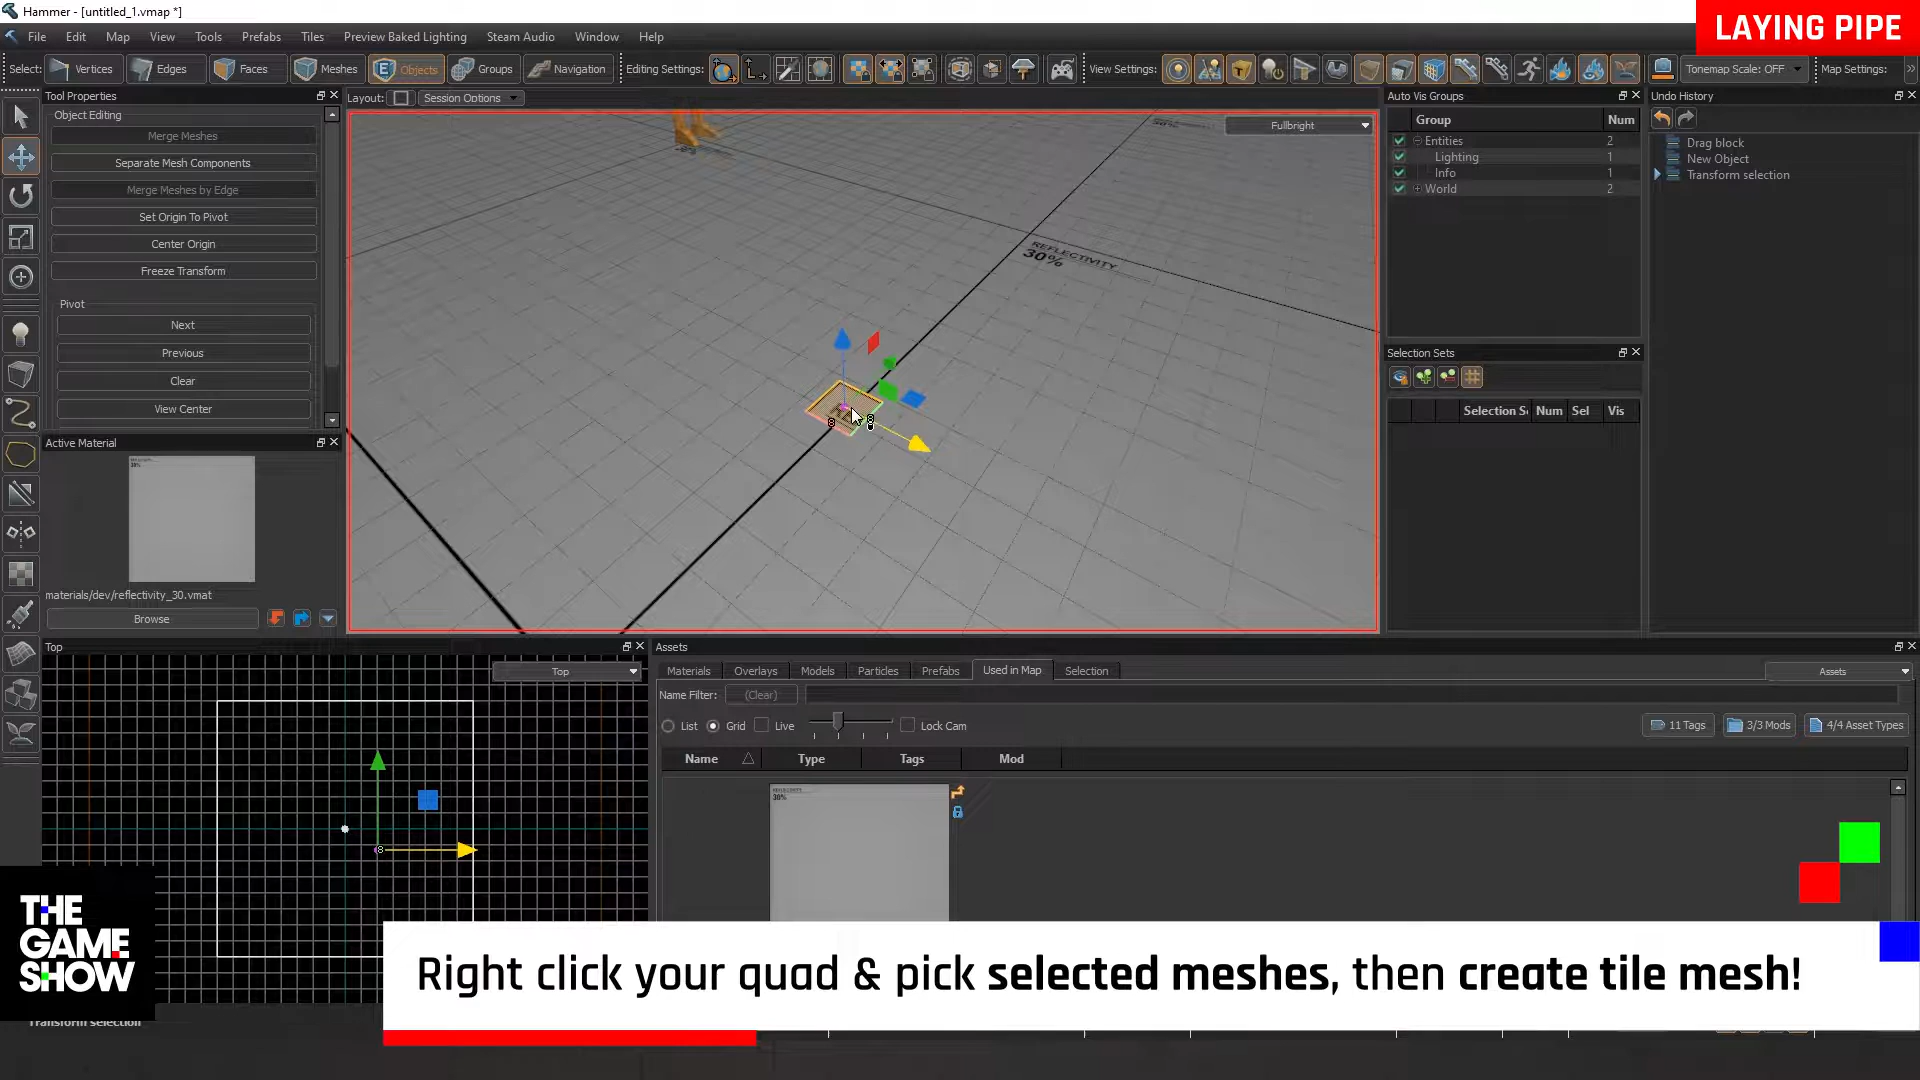 Hammer - [untitled_1.vmap *]
LAYING PIPE
File Edit Map View Tools Prefabs Tiles Preview Baked Lighting Steam Audio Window Help
Select: Vertices Edges Faces Meshes Objects Groups Navigation Editing Settings: View Settings: Tonemap Scale: OFF Map Settings:
Tool Properties
Object Editing
Merge Meshes
Separate Mesh Components
Merge Meshes by Edge
Set Origin To Pivot
Center Origin
Freeze Transform
Pivot
Next
Previous
Clear
View Center
Active Material
materials/dev/reflectivity_30.vmat
Browse
Layout: Session Options
Fullbright
REFLECTIVITY
30%
Auto Vis Groups
Group Num
Entities 2
Lighting 1
Info 1
World 2
Undo History
Drag block
New Object
Transform selection
Selection Sets
Selection S Num Sel Vis
Top
Top
Assets
Materials Overlays Models Particles Prefabs Used in Map Selection
Assets
Name Filter: (Clear)
List Grid Live Lock Cam
11 Tags 3/3 Mods 4/4 Asset Types
Name Type Tags Mod
REFLECTIVITY
30%
THE
GAME
SHOW
Right click your quad & pick selected meshes, then create tile mesh!
Transform selection